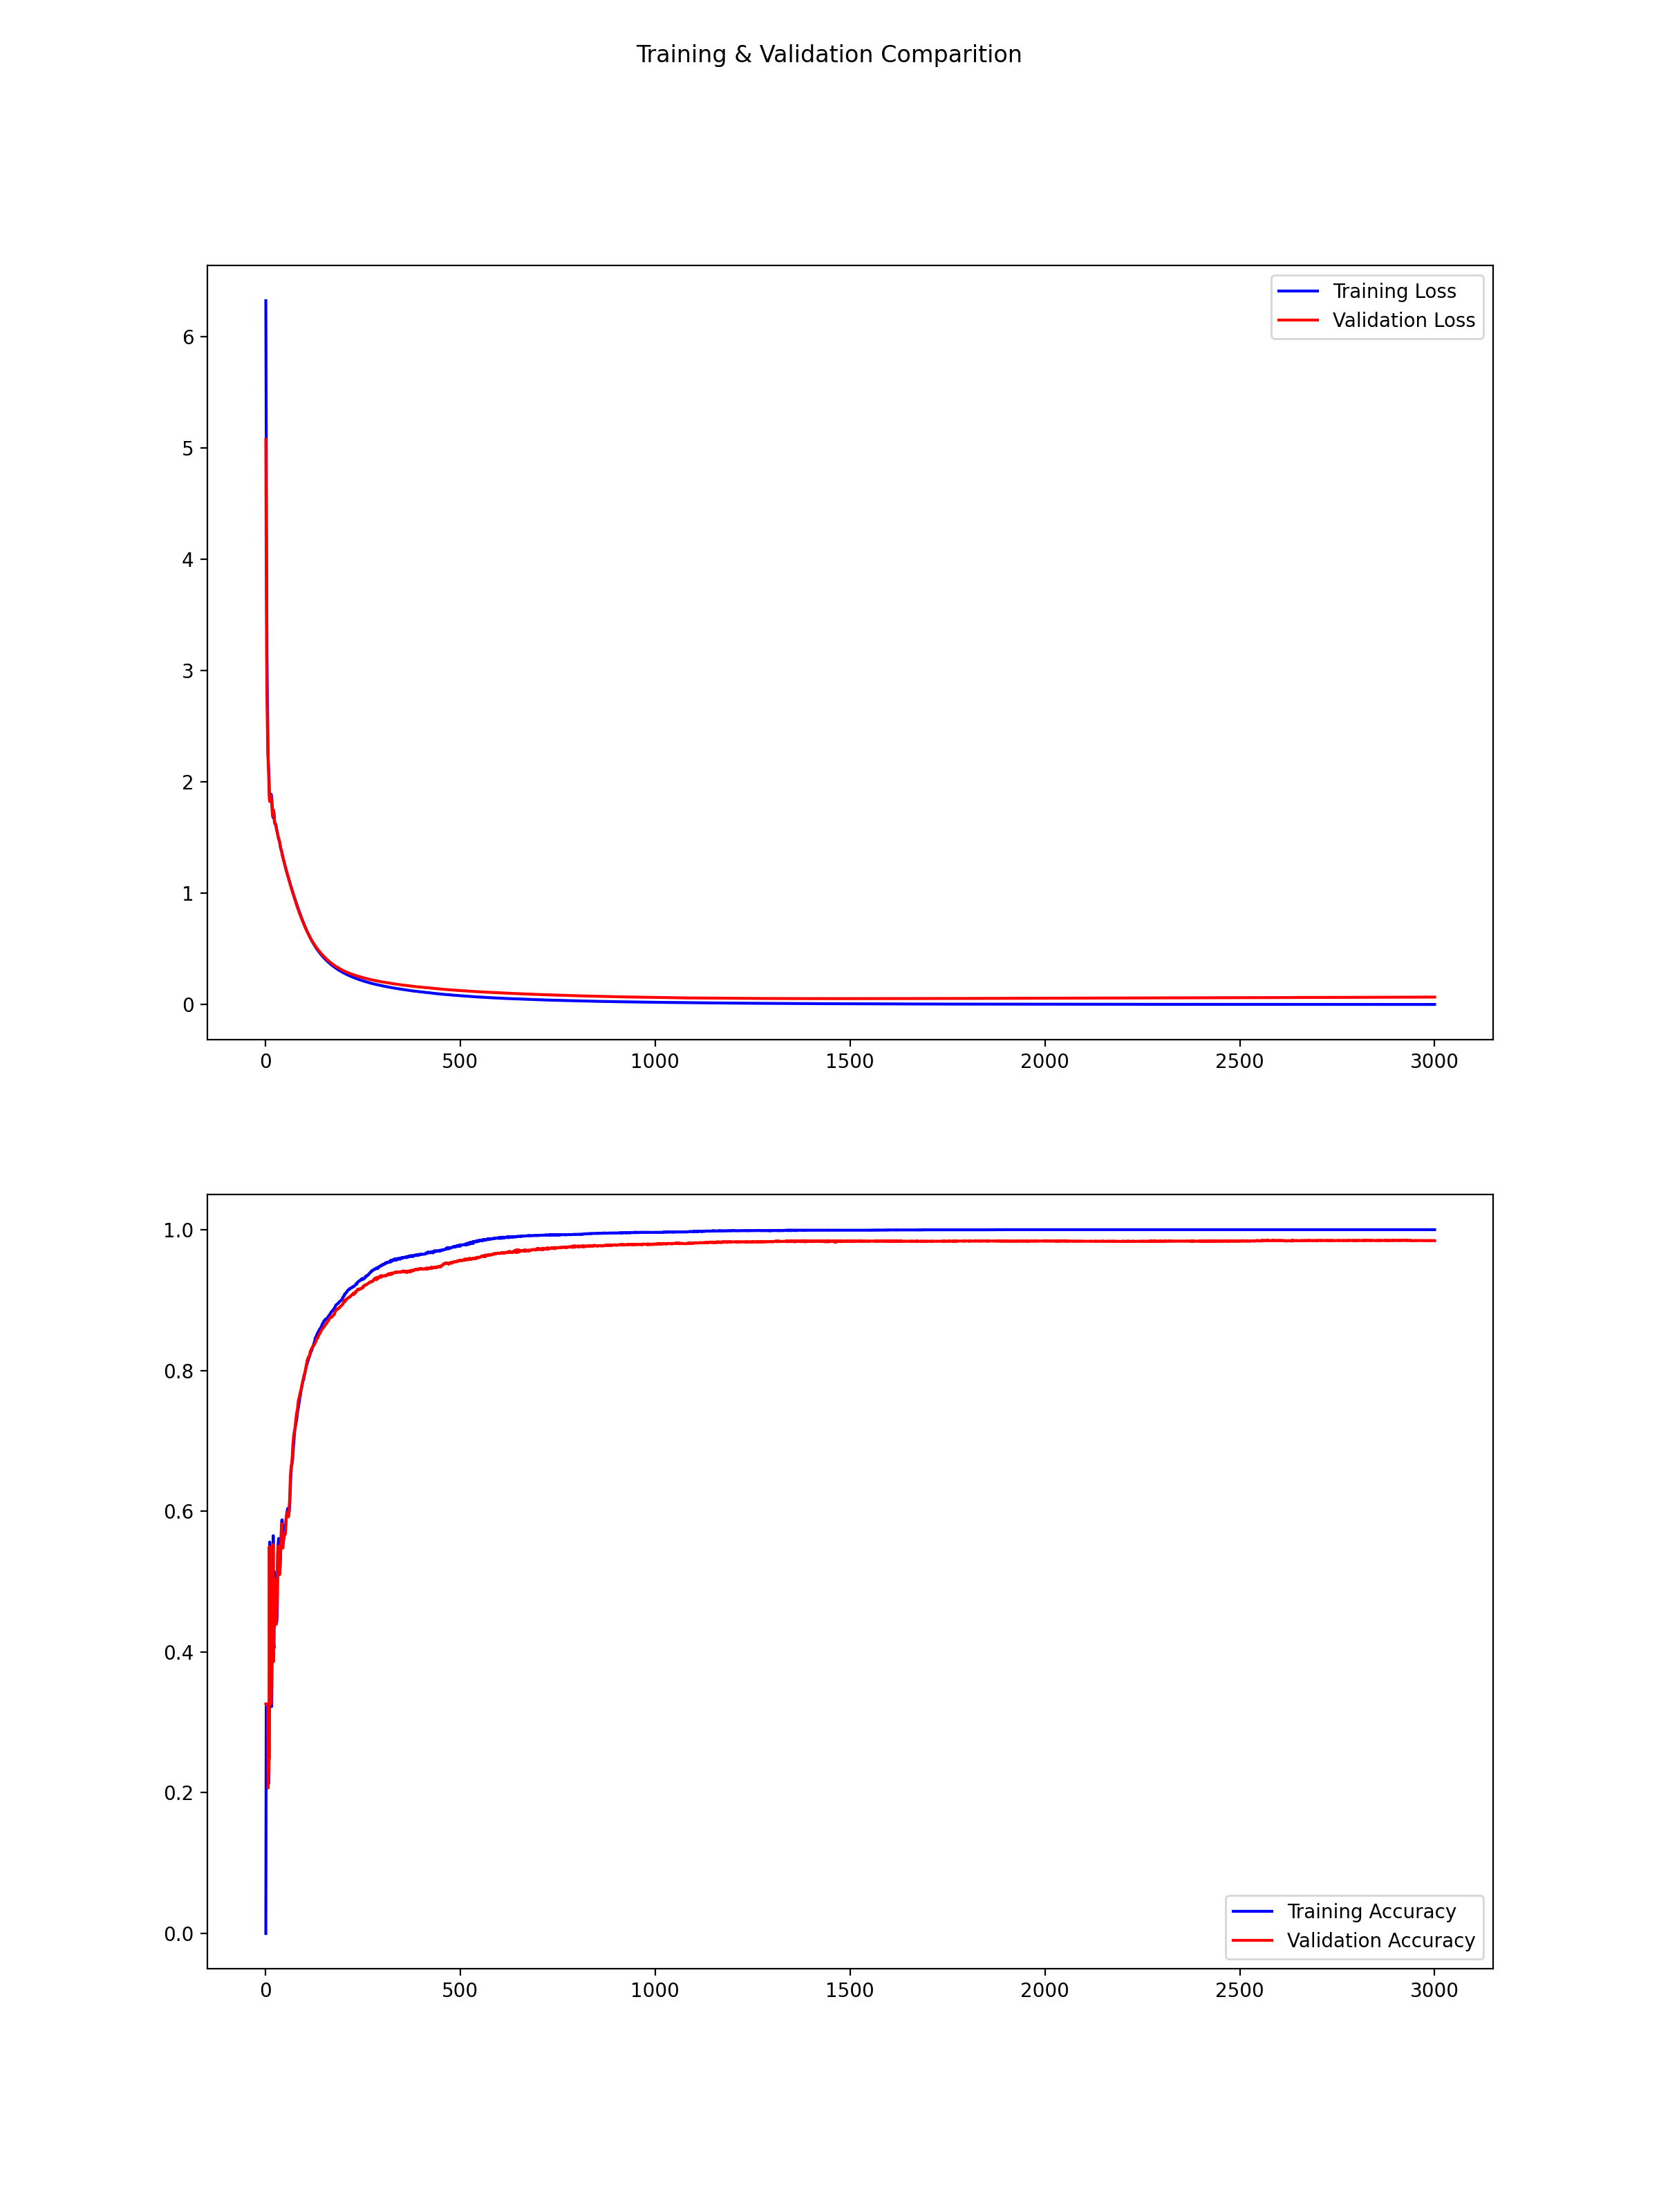 Training & Validation Comparition
Training Loss
Validation Loss
6
5
4
3
2
1
0
0 500 1000 1500 2000 2500 3000
1.0
0.8
0.6
0.4
0.2
0.0
Training Accuracy
Validation Accuracy
0 500 1000 1500 2000 2500 3000